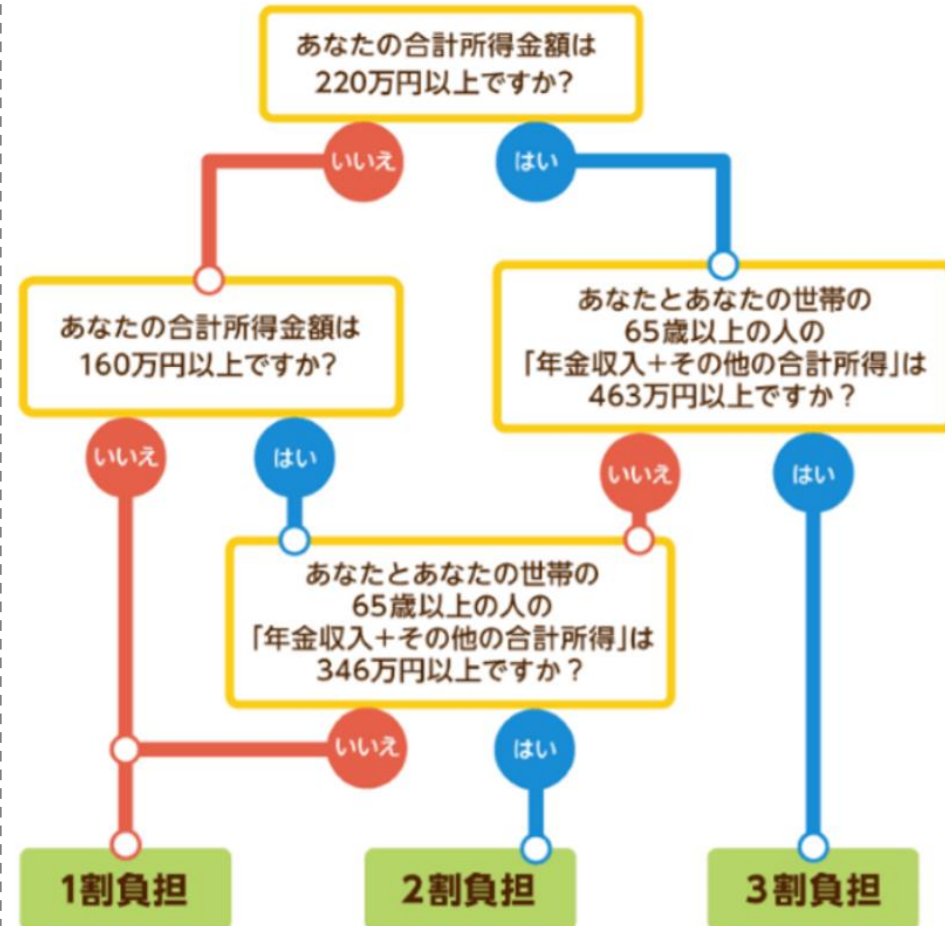 あなたの合計所得金額は
220万円以上ですか?
いいえ
はい
あなたの合計所得金額は
160万円以上ですか?
あなたとあなたの世帯の
65歳以上の人の
「年金収入+その他の合計所得」は
463万円以上ですか?
いいえ
はい
いいえ
はい
あなたとあなたの世帯の
65歳以上の人の
「年金収入+その他の合計所得」は
346万円以上ですか?
いいえ
はい
1割負担
2割負担
3割負担